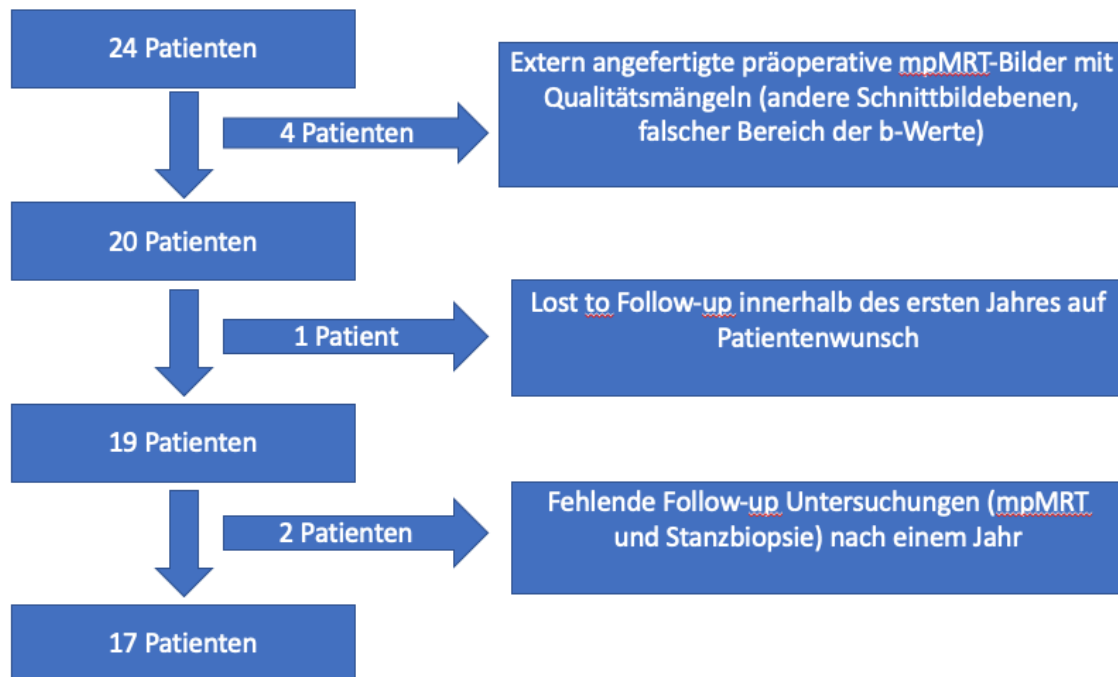 24 Patienten
Extern angefertigte präoperative mpMRT-Bilder mit
Qualitätsmängeln (andere Schnittbildebenen,
falscher Bereich der b-Werte)
4 Patienten
20 Patienten
Lost to Follow-up innerhalb des ersten Jahres auf
Patientenwunsch
1 Patient
19 Patienten
Fehlende Follow-up Untersuchungen (mpMRT
und Stanzbiopsie) nach einem Jahr
2 Patienten
17 Patienten